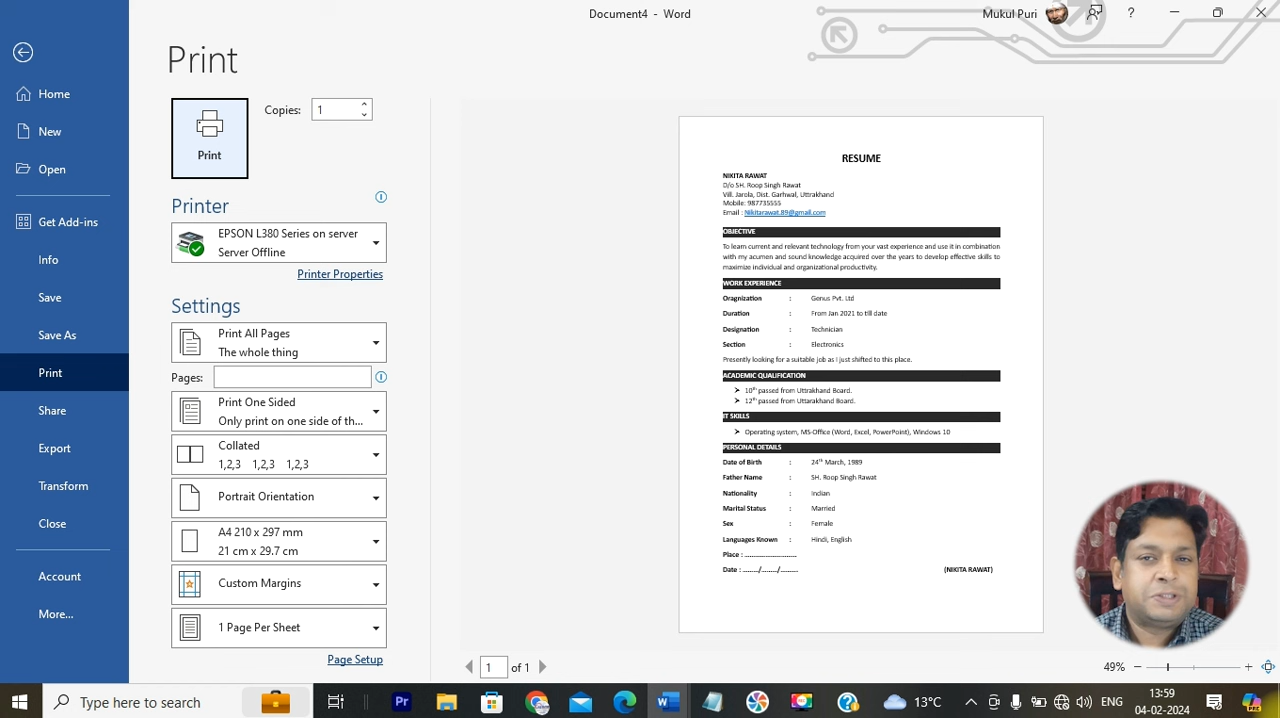 Document4 - Word
Mukul Puri
?
Print
Home
New
Open
Get Add-ins
Info
Save
Save As
Print
Share
Export
Transform
Close
Account
More...
Print
Copies: 1
Printer
EPSON L380 Series on server
Server Offline
Printer Properties
Settings
Print All Pages
The whole thing
Pages:
Print One Sided
Only print on one side of th...
Collated
1,2,3 1,2,3 1,2,3
Portrait Orientation
A4 210 x 297 mm
21 cm x 29.7 cm
Custom Margins
1 Page Per Sheet
Page Setup
RESUME
NIKITA RAWAT
D/o SH. Roop Singh Rawat
Vill. Jarola, Dist. Garhwal, Uttrakhand
Mobile: 987735555
Email : Nikitarawat.89@gmail.com
OBJECTIVE
To learn current and relevant technology from your vast experience and use it in combination
with my acumen and sound knowledge acquired over the years to develop effective skills to
maximize individual and organizational productivity.
WORK EXPERIENCE
Oragnization : Genus Pvt. Ltd
Duration : From Jan 2021 to till date
Designation : Technician
Section : Electronics
Presently looking for a suitable job as I just shifted to this place.
ACADEMIC QUALIFICATION
➢ 10th passed from Uttrakhand Board.
➢ 12th passed from Uttarakhand Board.
IT SKILLS
➢ Operating system, MS-Office (Word, Excel, PowerPoint), Windows 10
PERSONAL DETAILS
Date of Birth : 24th March, 1989
Father Name : SH. Roop Singh Rawat
Nationality : Indian
Marital Status : Married
Sex : Female
Languages Known : Hindi, English
Place : ........................
Date : ......../......./........ (NIKITA RAWAT)
1 of 1
49%
Type here to search
Pr
13°C
ENG
13:59
04-02-2024